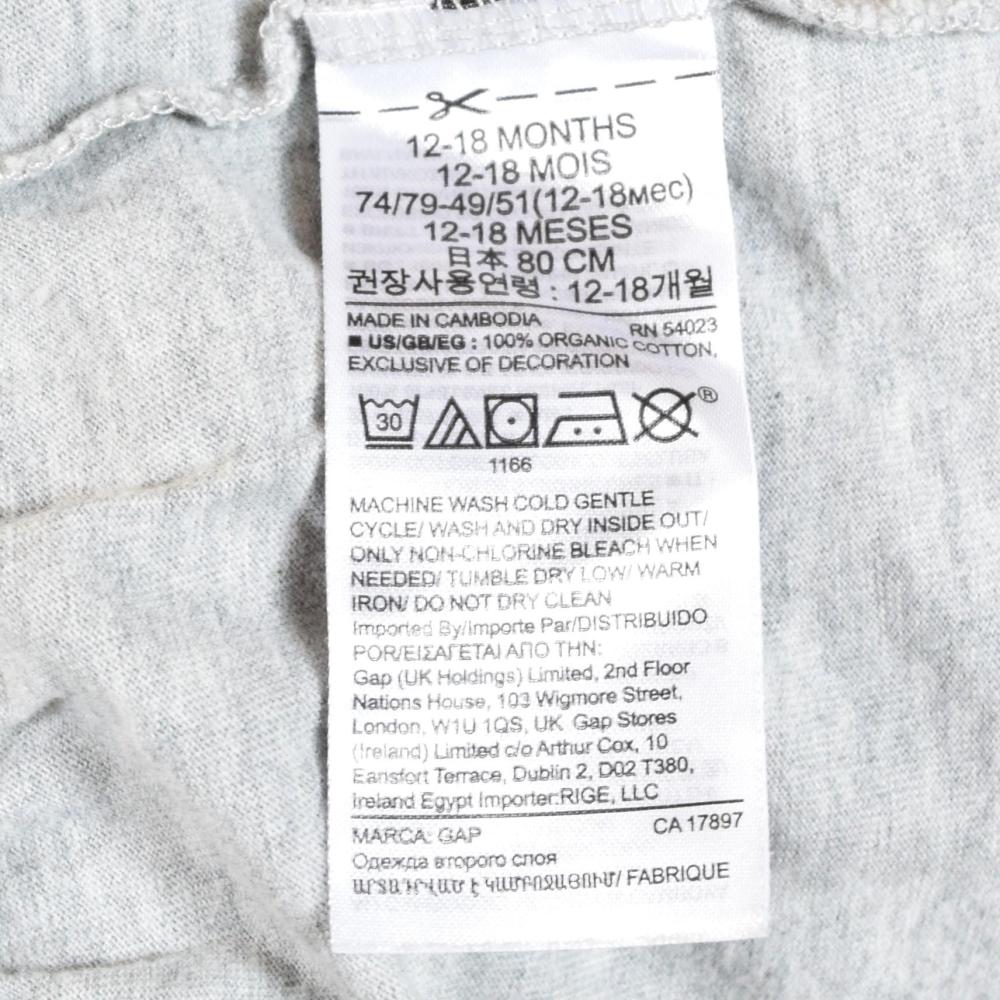 12-18 MONTHS
12-18 MOIS
74/79-49/51(12-18мес)
12-18 MESES
日本 80 CM
권장사용연령 : 12-18개월
MADE IN CAMBODIA RN 54023
■ US/GB/EG : 100% ORGANIC COTTON,
EXCLUSIVE OF DECORATION
30 ®
1166
MACHINE WASH COLD GENTLE
CYCLE/ WASH AND DRY INSIDE OUT/
ONLY NON-CHLORINE BLEACH WHEN
NEEDED/ TUMBLE DRY LOW/ WARM
IRON/ DO NOT DRY CLEAN
Imported By/Importe Par/DISTRIBUIDO
POR/ΕΙΣΑΓΕΤΑΙ ΑΠΟ ΤΗΝ:
Gap (UK Holdings) Limited, 2nd Floor
Nations House, 103 Wigmore Street,
London, W1U 1QS, UK Gap Stores
(Ireland) Limited c/o Arthur Cox, 10
Earlsfort Terrace, Dublin 2, D02 T380,
Ireland Egypt Importer:RIGE, LLC
MARCA: GAP CA 17897
Одежда второго слоя
ԱՐՏԱԴՐՎԱԾ Է ԿԱՄԲՈՋԱՅՈՒՄ/ FABRIQUE